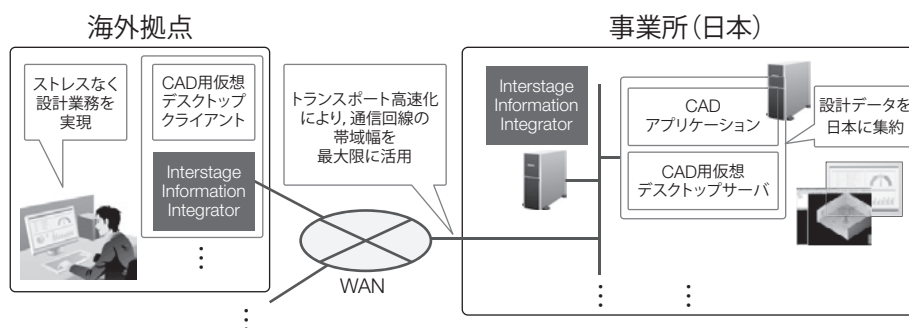 海外拠点
ストレスなく
設計業務を
実現
CAD用仮想
デスクトップ
クライアント
Interstage
Information
Integrator
トランスポート高速化
により,通信回線の
帯域幅を
最大限に活用
WAN
事業所(日本)
Interstage
Information
Integrator
CAD
アプリケーション
CAD用仮想
デスクトップサーバ
設計データを
日本に集約